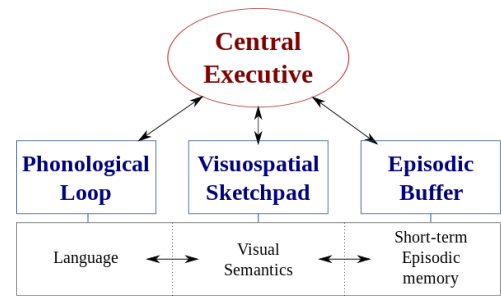 Central
Executive
Phonological
Loop
Visuospatial
Sketchpad
Episodic
Buffer
Language
Visual
Semantics
Short-term
Episodic
memory